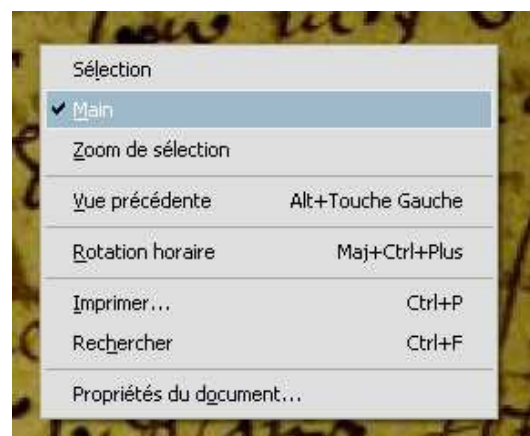 Sélection
Main
Zoom de sélection
Vue précédente Alt+Touche Gauche
Rotation horaire Maj+Ctrl+Plus
Imprimer... Ctrl+P
Rechercher Ctrl+F
Propriétés du document...